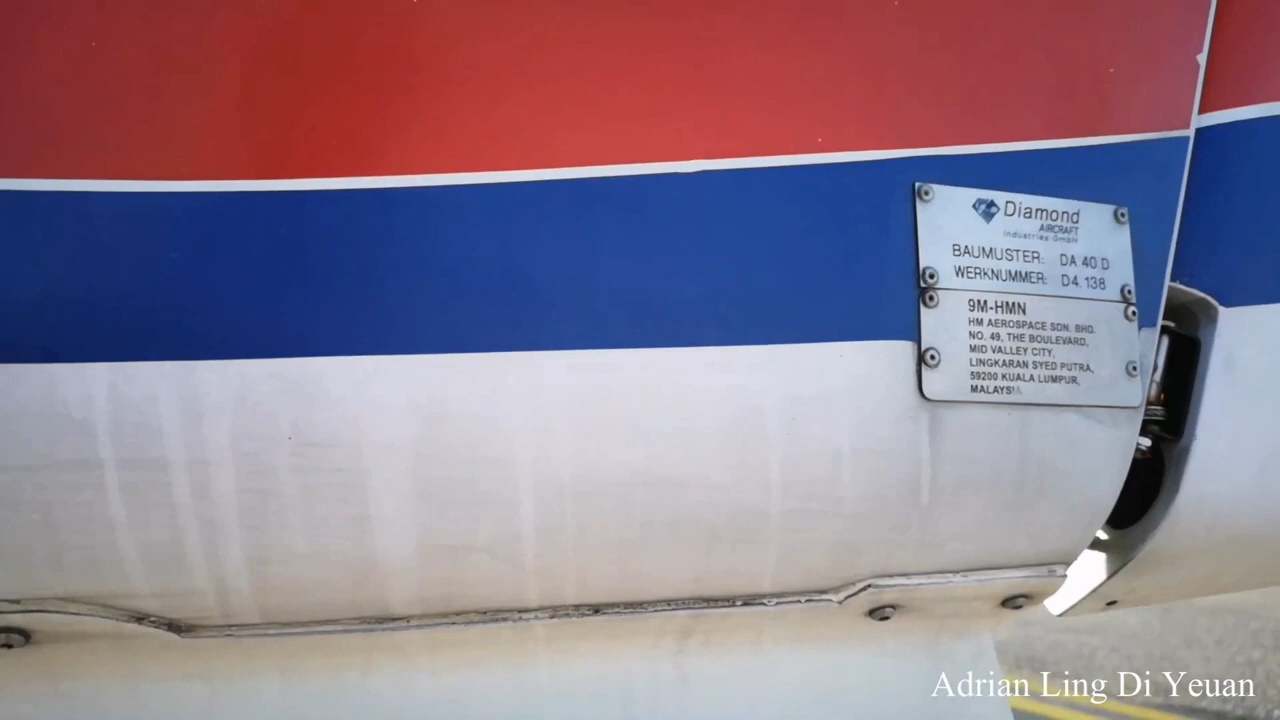 Diamond
AIRCRAFT
Industries GmbH
BAUMUSTER: DA 40 D
WERKNUMMER: D4.138
9M-HMN
HM AEROSPACE SDN. BHD.
NO. 49, THE BOULEVARD,
MID VALLEY CITY,
LINGKARAN SYED PUTRA,
59200 KUALA LUMPUR,
MALAYSIA
Adrian Ling Di Yeuan